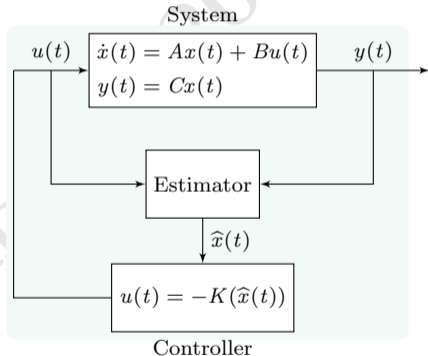 System
u(t)
ẋ(t) = Ax(t) + Bu(t)
y(t) = Cx(t)
y(t)
Estimator
x̂(t)
u(t) = −K(x̂(t))
Controller